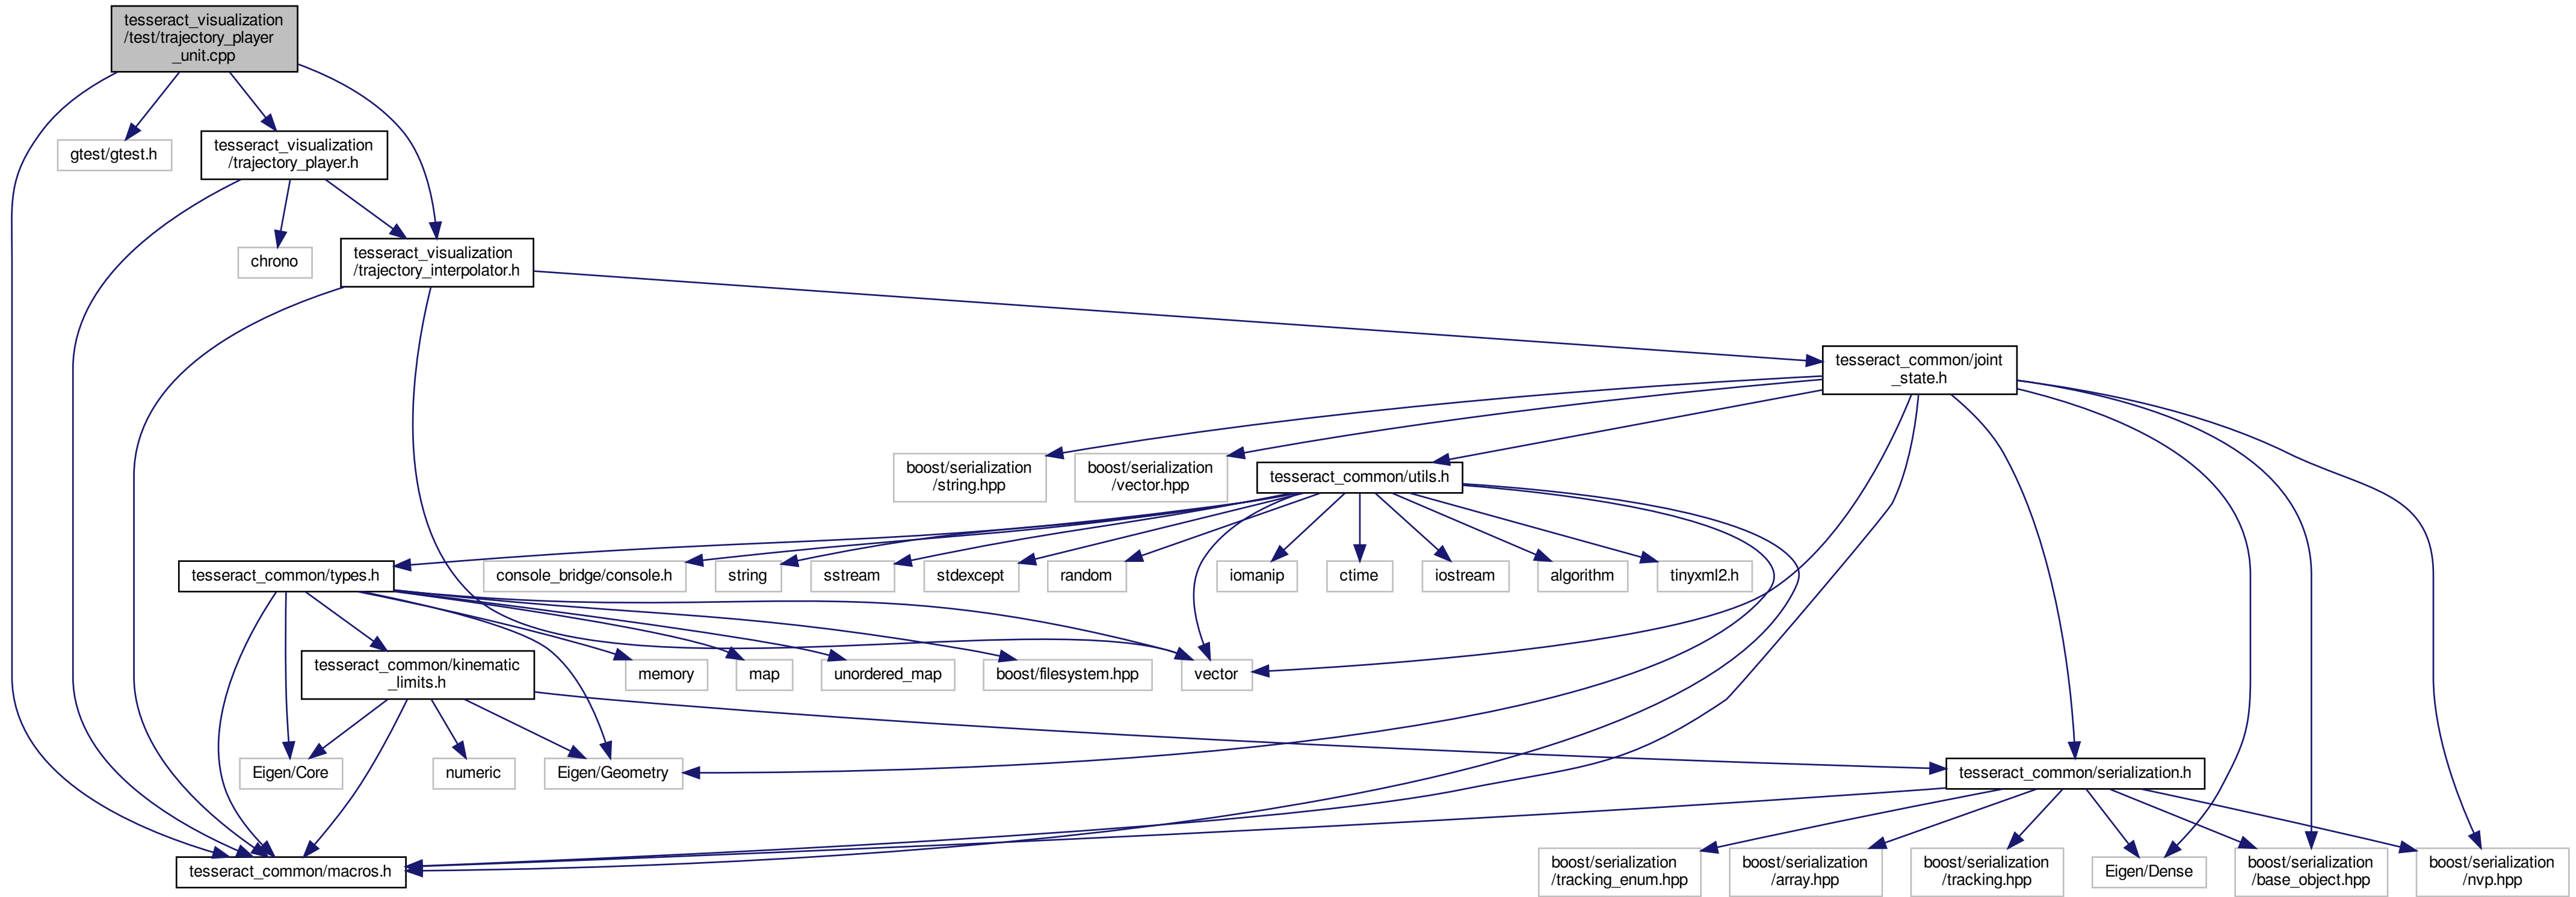 tesseract_visualization
/test/trajectory_player
_unit.cpp
gtest/gtest.h
tesseract_visualization
/trajectory_player.h
chrono
tesseract_visualization
/trajectory_interpolator.h
tesseract_common/joint
_state.h
boost/serialization
/string.hpp
boost/serialization
/vector.hpp
tesseract_common/utils.h
tesseract_common/types.h
console_bridge/console.h
string
sstream
stdexcept
random
iomanip
ctime
iostream
algorithm
tinyxml2.h
tesseract_common/kinematic
_limits.h
memory
map
unordered_map
boost/filesystem.hpp
vector
Eigen/Core
numeric
Eigen/Geometry
tesseract_common/serialization.h
tesseract_common/macros.h
boost/serialization
/tracking_enum.hpp
boost/serialization
/array.hpp
boost/serialization
/tracking.hpp
Eigen/Dense
boost/serialization
/base_object.hpp
boost/serialization
/nvp.hpp